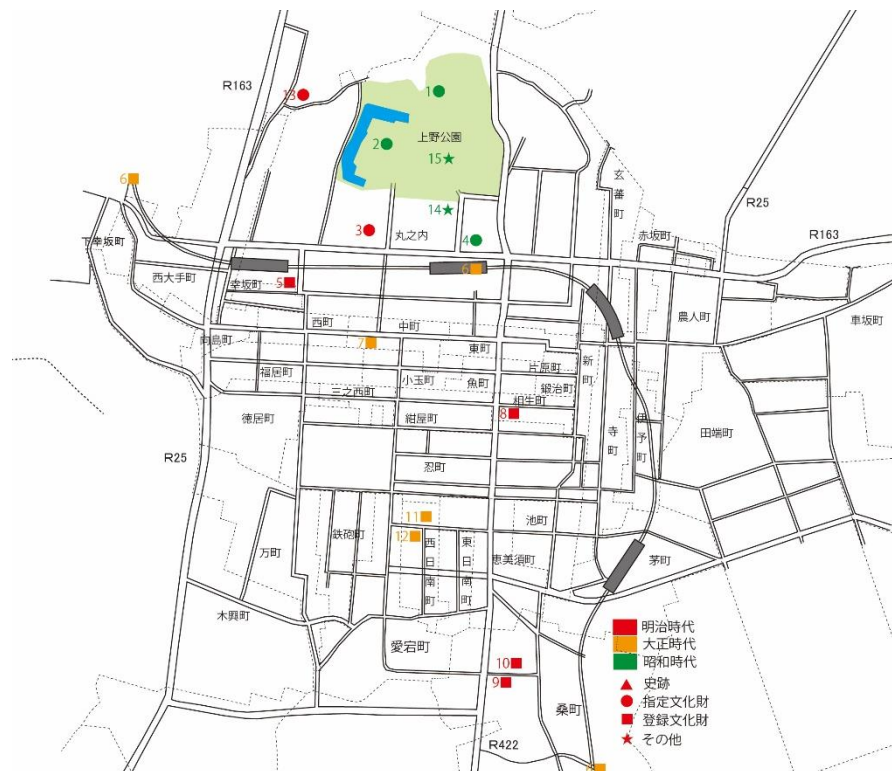 R163
13
1
上野公園
2
15
玄蕃町
R25
6
14
3
丸之内
4
赤坂町
R163
下幸坂町
西大手町
5
幸坂町
6
農人町
車坂町
西町
中町
向島町
7
東町
新町
福居町
小玉町
魚町
片原町
鍛冶町
三之西町
相生町
徳居町
紺屋町
8
寺町
伊予町
田端町
R25
忍町
11
池町
鉄砲町
12
万町
西日南町
東日南町
恵美須町
茅町
木興町
愛宕町
10
9
桑町
R422
明治時代
大正時代
昭和時代
史跡
指定文化財
登録文化財
その他